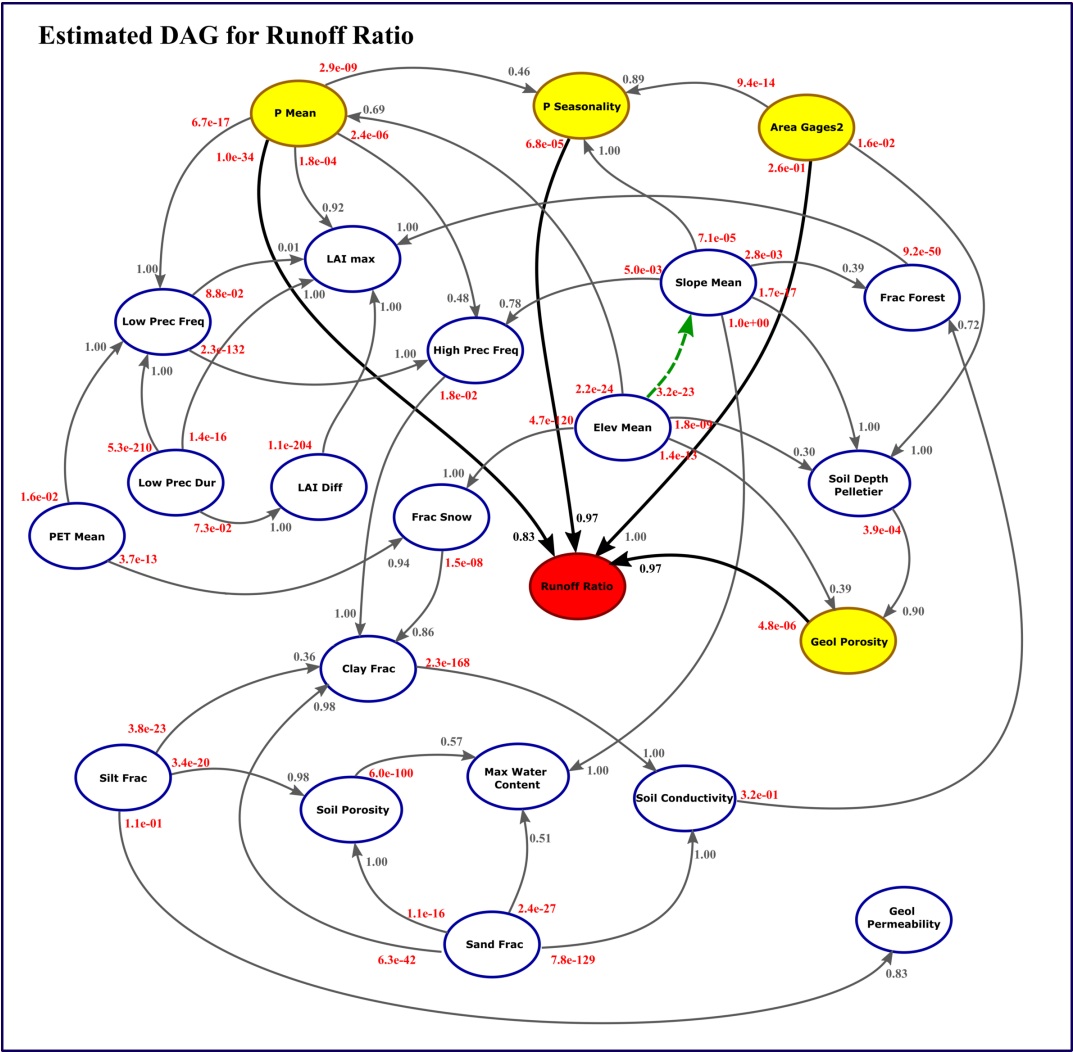 Estimated DAG for Runoff Ratio
2.9e-09
0.46
0.89
9.4e-14
P Mean
0.69
P Seasonality
Area Gages2
6.7e-17
2.4e-06
6.8e-05
1.6e-02
1.0e-34
1.8e-04
1.00
2.6e-01
0.92
1.00
7.1e-05
9.2e-50
0.01
LAI max
2.8e-03
1.00
5.0e-03
0.39
8.8e-02
1.00
Slope Mean
1.7e-17
Frac Forest
1.00
0.48
0.78
Low Prec Freq
1.0e+00
0.72
1.00
2.3e-132
1.00
High Prec Freq
1.00
1.8e-02
2.2e-24
3.2e-23
4.7e-120
Elev Mean
1.8e-09
5.3e-210
1.4e-16
1.1e-204
1.4e-13
0.30
1.00
1.00
Low Prec Dur
LAI Diff
1.00
Soil Depth
Pelletier
1.6e-02
7.3e-02
1.00
Frac Snow
3.9e-04
PET Mean
0.83
0.97
1.00
3.7e-13
0.94
1.5e-08
0.97
Runoff Ratio
0.39
1.00
0.86
4.8e-06
0.90
Geol Porosity
0.36
Clay Frac
2.3e-168
0.98
3.8e-23
3.4e-20
0.57
1.00
Silt Frac
0.98
6.0e-100
Max Water
Content
1.00
1.1e-01
Soil Porosity
Soil Conductivity
3.2e-01
1.00
0.51
1.00
1.1e-16
2.4e-27
Geol
Permeability
Sand Frac
6.3e-42
7.8e-129
0.83